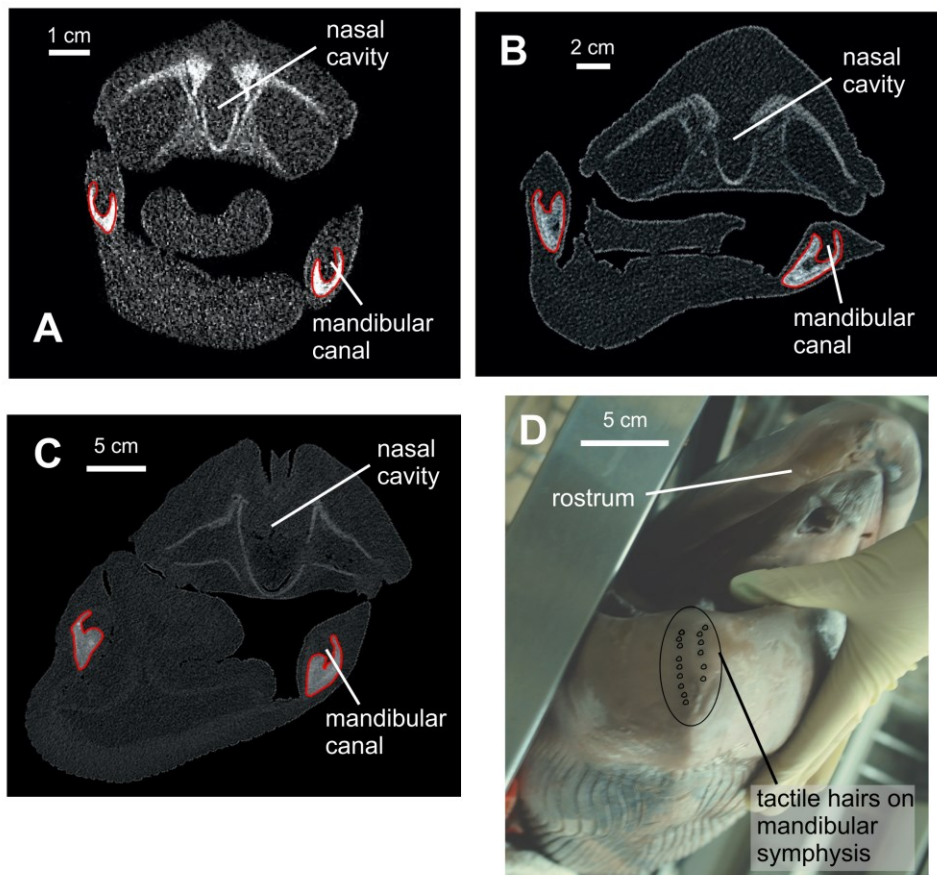 A
1 cm
nasal
cavity
mandibular
canal
B
2 cm
nasal
cavity
mandibular
canal
C
5 cm
nasal
cavity
mandibular
canal
D
5 cm
rostrum
tactile hairs on
mandibular
symphysis